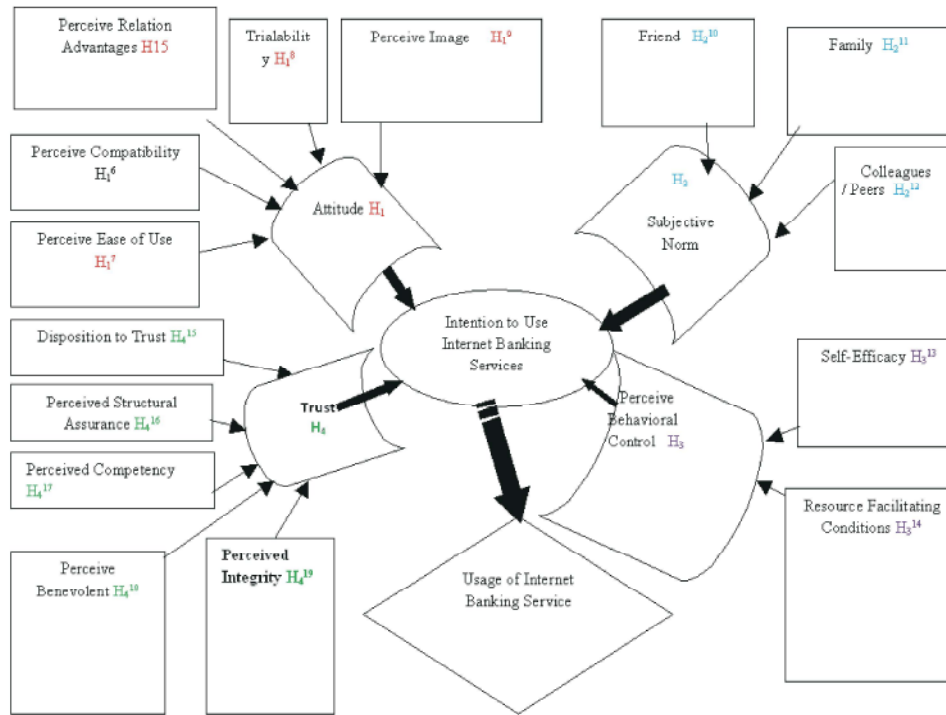 Perceive Relation
Advantages H15
Trialabilit
y H₁⁸
Perceive Image H₁⁹
Friend H₂¹⁰
Family H₂¹¹
Perceive Compatibility
H₁⁶
Attitude H₁
H₂
Subjective
Norm
Colleagues
/ Peers H₂¹²
Perceive Ease of Use
H₁⁷
Intention to Use
Internet Banking
Services
Disposition to Trust H₄¹⁵
Self-Efficacy H₃¹³
Perceived Structural
Assurance H₄¹⁶
Trust
H₄
Perceive
Behavioral
Control H₃
Perceived Competency
H₄¹⁷
Resource Facilitating
Conditions H₃¹⁴
Perceive
Benevolent H₄¹⁸
Perceived
Integrity H₄¹⁹
Usage of Internet
Banking Service